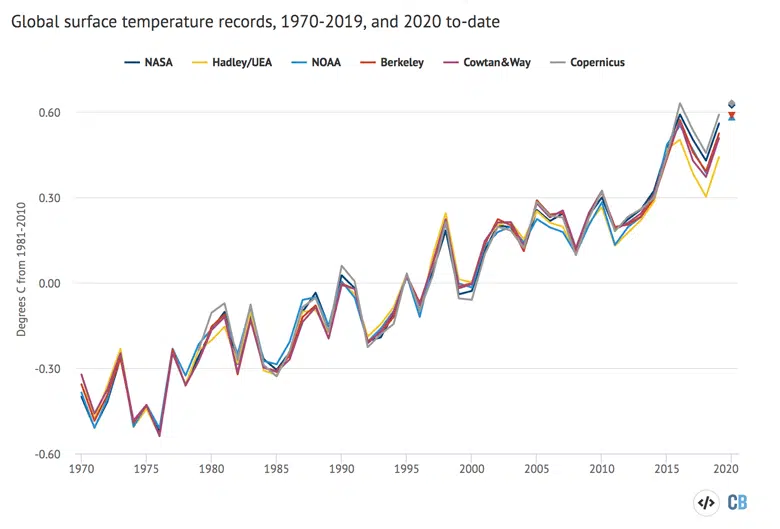 Global surface temperature records, 1970-2019, and 2020 to-date
NASA Hadley/UEA NOAA Berkeley Cowtan&Way Copernicus
0.60
0.30
0.00
-0.30
-0.60
Degrees C from 1981-2010
1970 1975 1980 1985 1990 1995 2000 2005 2010 2015 2020
</> CB